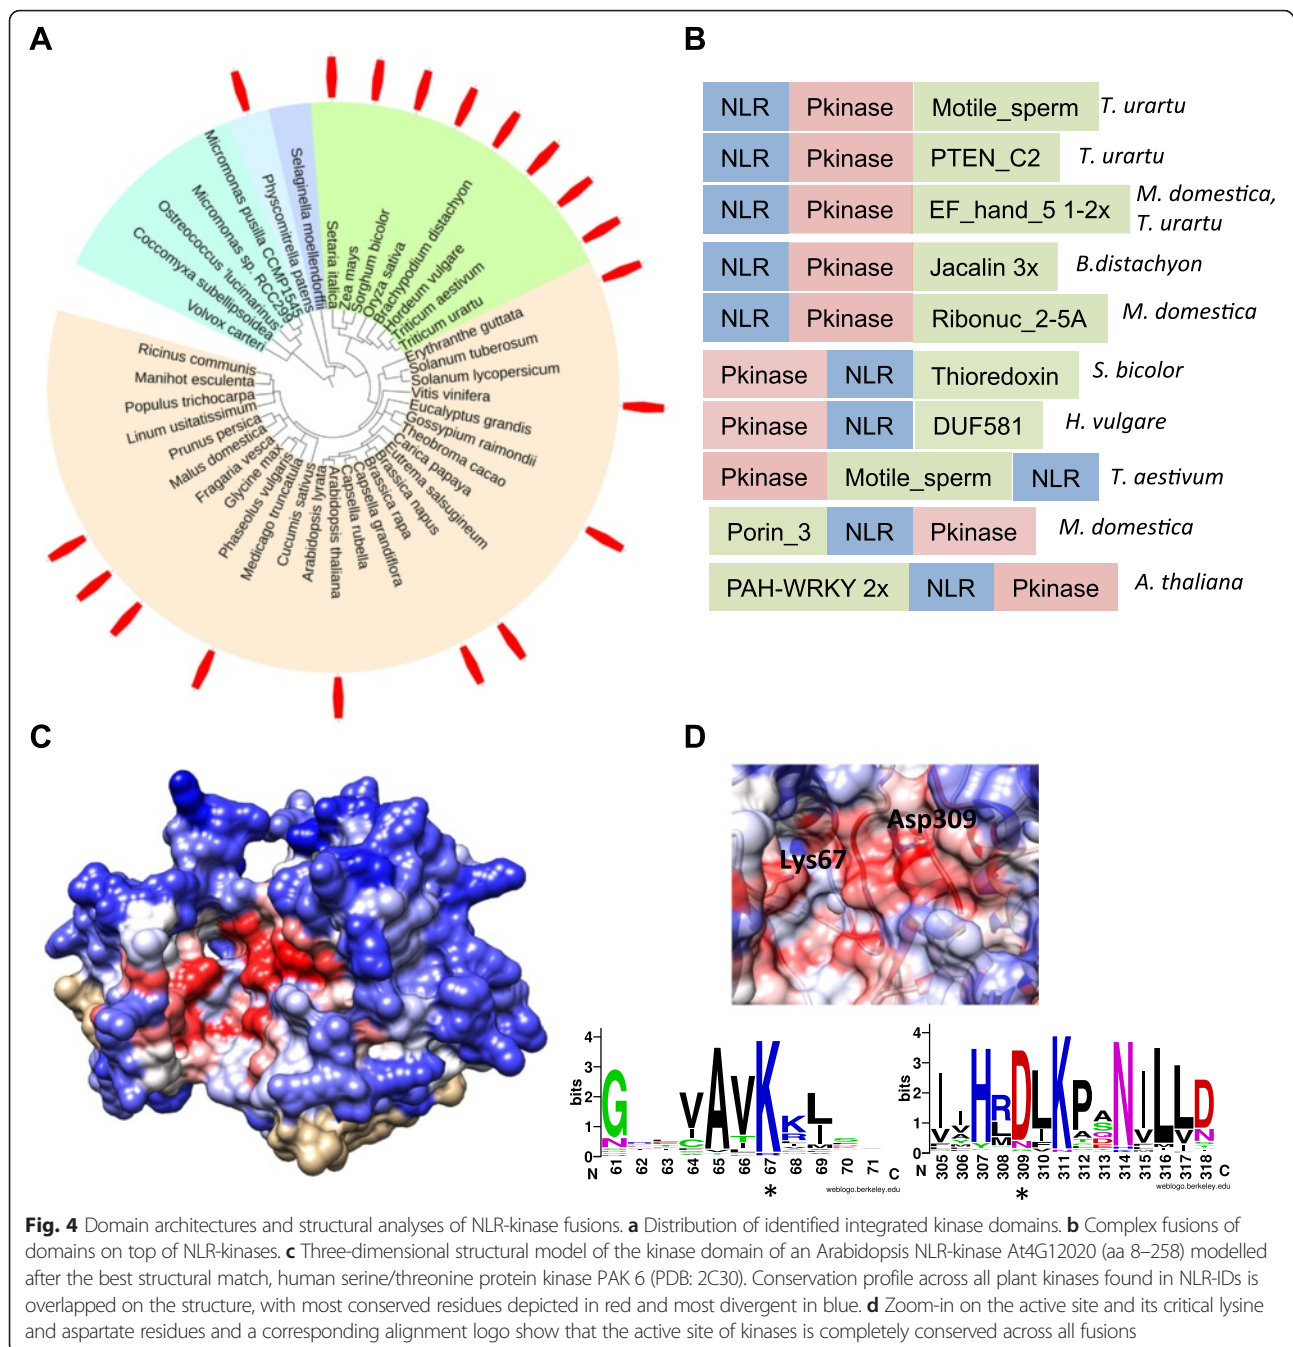 A
Micromonas pusilla CCMP1545
Micromonas sp. RCC299
Ostreococcus 'lucimarinus'
Coccomyxa subellipsoidea
Volvox carteri
Physcomitrella patens
Selaginella moellendorffii
Setaria italica
Zea mays
Sorghum bicolor
Oryza sativa
Brachypodium distachyon
Hordeum vulgare
Triticum aestivum
Triticum urartu
Erythranthe guttata
Solanum tuberosum
Solanum lycopersicum
Vitis vinifera
Eucalyptus grandis
Gossypium raimondii
Theobroma cacao
Carica papaya
Eutrema salsugineum
Brassica napus
Brassica rapa
Capsella grandiflora
Capsella rubella
Arabidopsis thaliana
Arabidopsis lyrata
Cucumis sativus
Medicago truncatula
Phaseolus vulgaris
Glycine max
Fragaria vesca
Malus domestica
Prunus persica
Linum usitatissimum
Populus trichocarpa
Manihot esculenta
Ricinus communis
B
NLR Pkinase Motile_sperm T. urartu
NLR Pkinase PTEN_C2 T. urartu
NLR Pkinase EF_hand_5 1-2x M. domestica,
T. urartu
NLR Pkinase Jacalin 3x B.distachyon
NLR Pkinase Ribonuc_2-5A M. domestica
Pkinase NLR Thioredoxin S. bicolor
Pkinase NLR DUF581 H. vulgare
Pkinase Motile_sperm NLR T. aestivum
Porin_3 NLR Pkinase M. domestica
PAH-WRKY 2x NLR Pkinase A. thaliana
C
D
Asp309
Lys67
bits
4
3
2
1
0
N 61 62 63 64 65 66 67 68 69 70 71 C
*
weblogo.berkeley.edu
bits
4
3
2
1
0
N 305 306 307 308 309 310 311 312 313 314 315 316 317 318 C
*
weblogo.berkeley.edu
Fig. 4 Domain architectures and structural analyses of NLR-kinase fusions. a Distribution of identified integrated kinase domains. b Complex fusions of
domains on top of NLR-kinases. c Three-dimensional structural model of the kinase domain of an Arabidopsis NLR-kinase At4G12020 (aa 8–258) modelled
after the best structural match, human serine/threonine protein kinase PAK 6 (PDB: 2C30). Conservation profile across all plant kinases found in NLR-IDs is
overlapped on the structure, with most conserved residues depicted in red and most divergent in blue. d Zoom-in on the active site and its critical lysine
and aspartate residues and a corresponding alignment logo show that the active site of kinases is completely conserved across all fusions